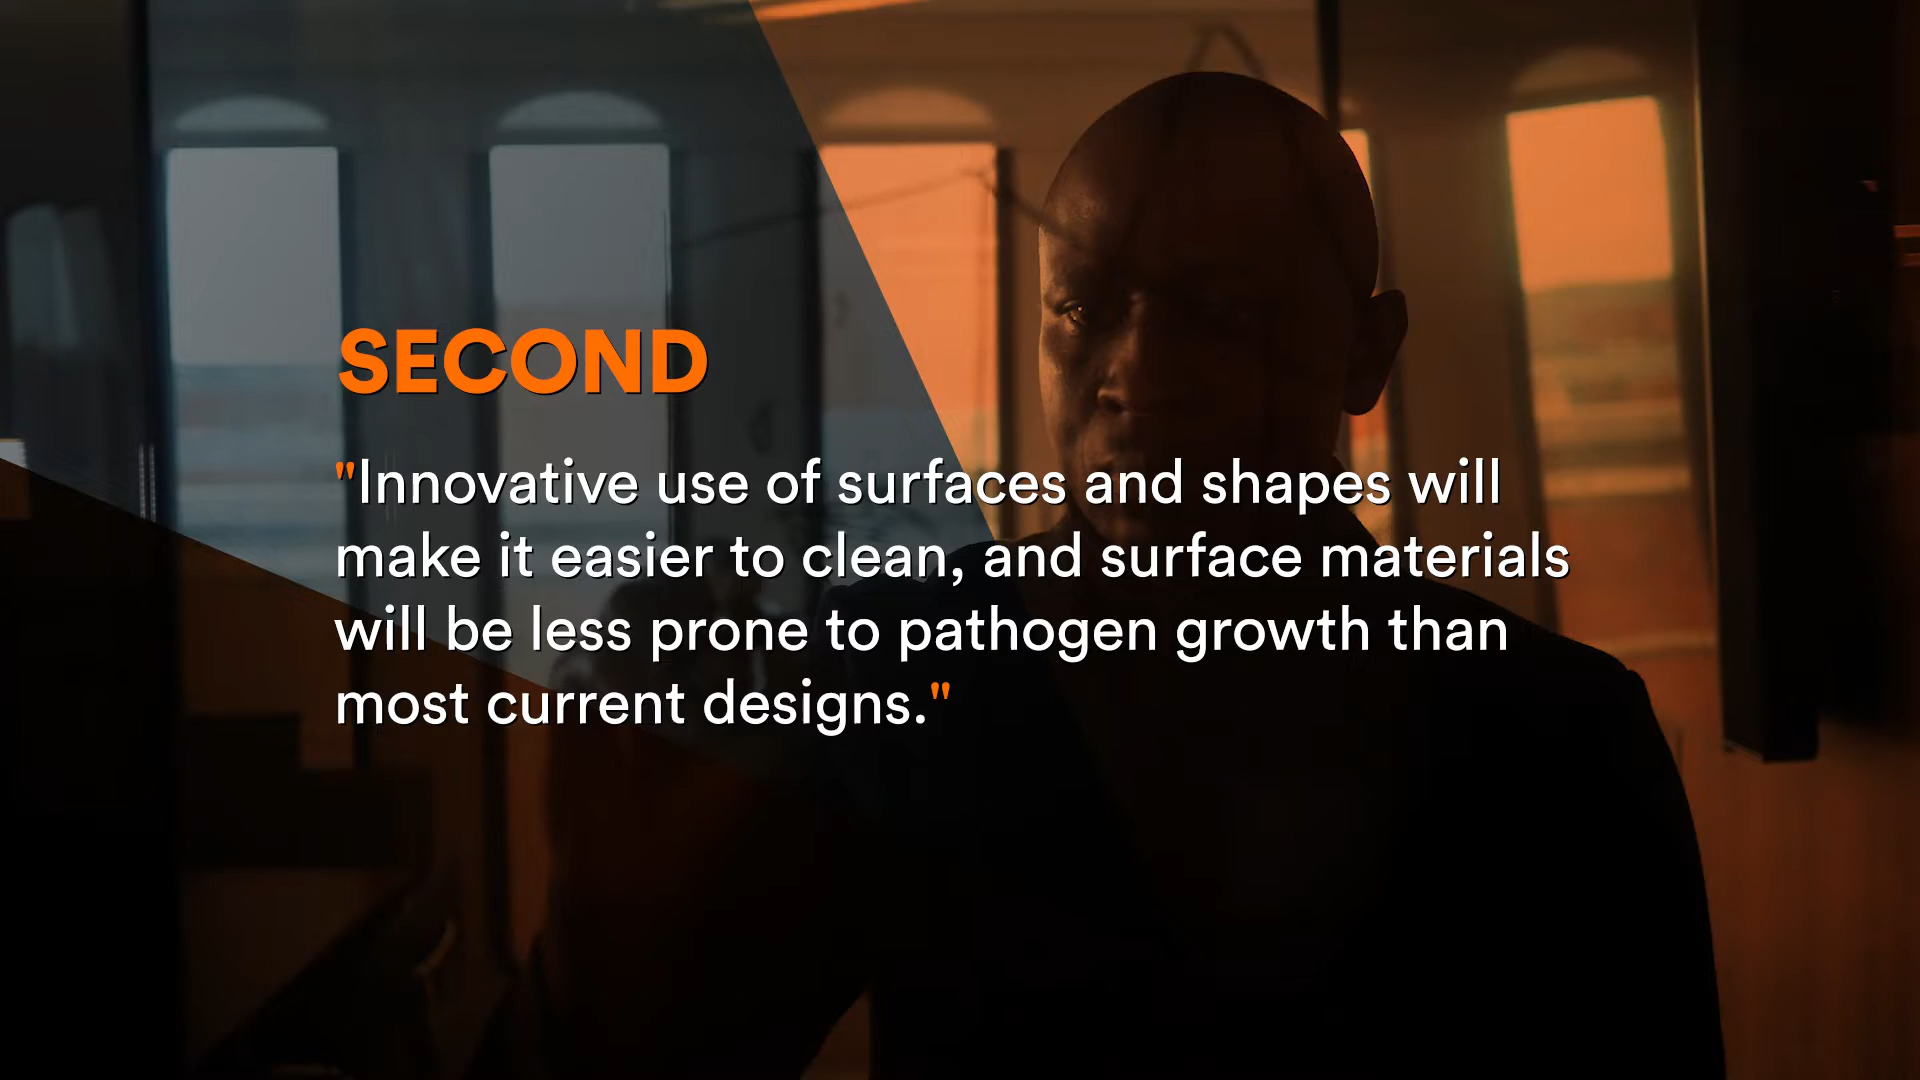 SECOND
"Innovative use of surfaces and shapes will
make it easier to clean, and surface materials
will be less prone to pathogen growth than
most current designs."